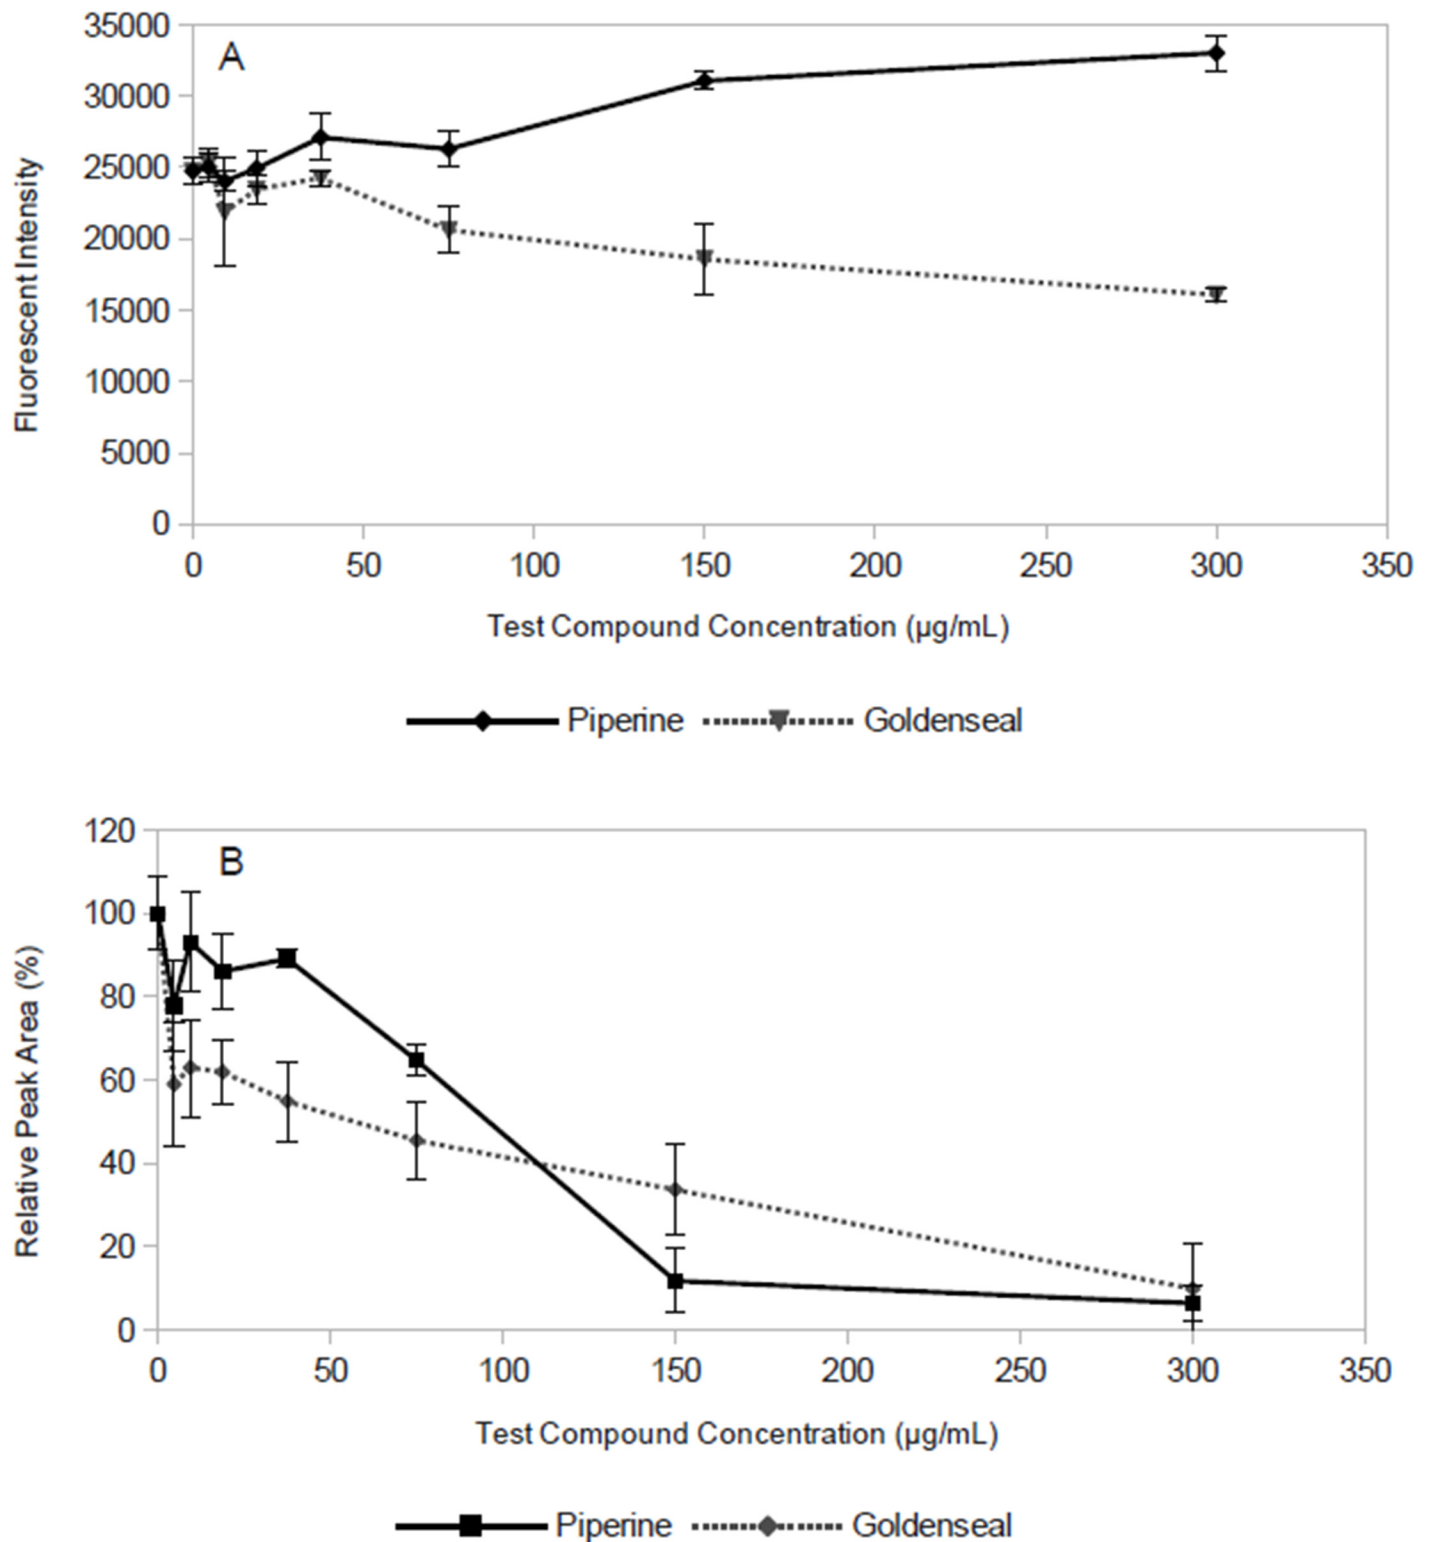 35000
A
30000
25000
20000
15000
10000
5000
0
Fluorescent Intensity
0 50 100 150 200 250 300 350
Test Compound Concentration (µg/mL)
Piperine Goldenseal
120
B
100
80
60
40
20
0
Relative Peak Area (%)
0 50 100 150 200 250 300 350
Test Compound Concentration (µg/mL)
Piperine Goldenseal